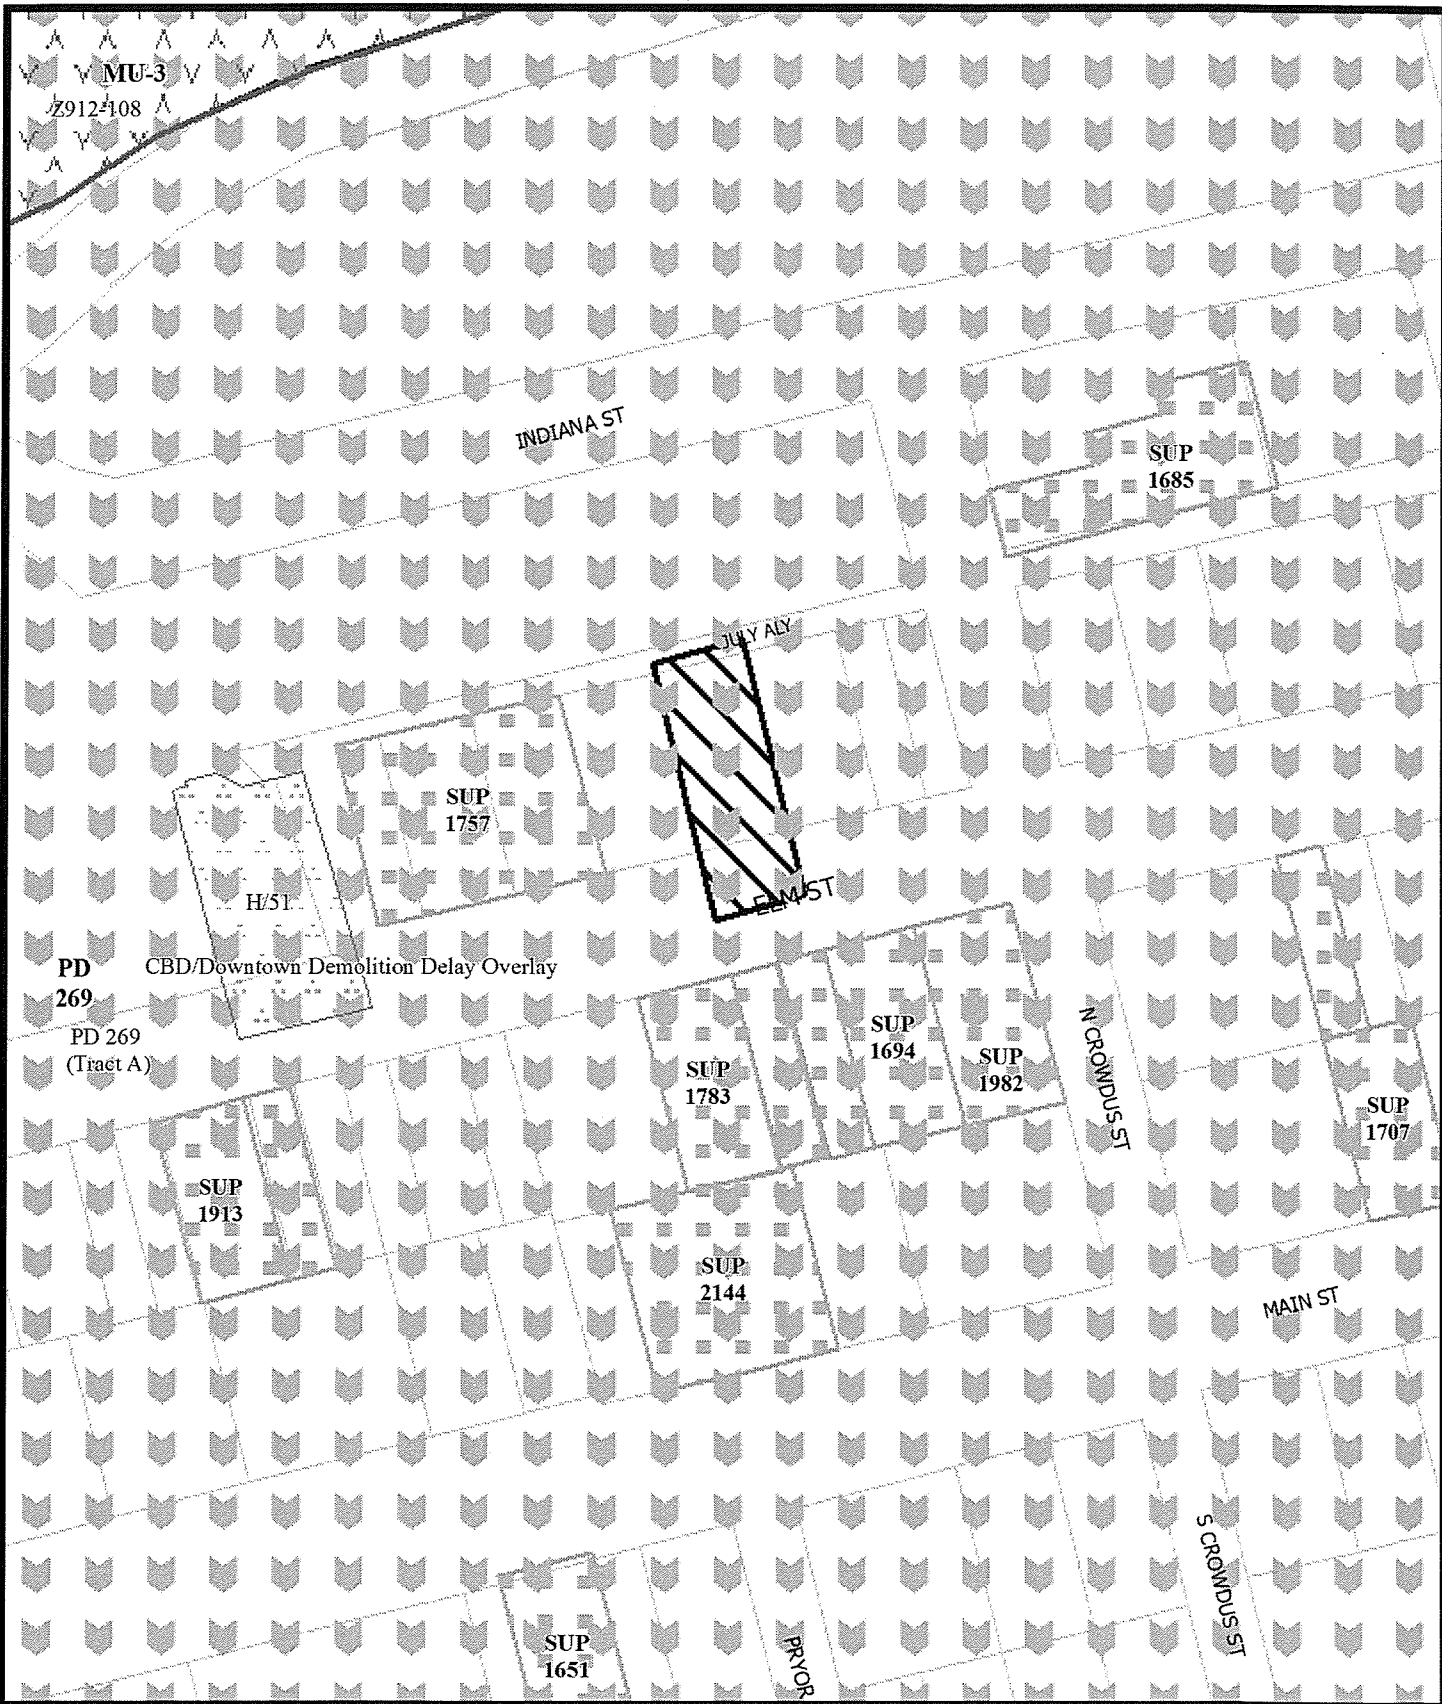 MU-3
Z912-108
INDIANA ST
SUP
1685
JULY ALY
SUP
1757
ELM ST
H/51
PD
269
CBD/Downtown Demolition Delay Overlay
PD 269
(Tract A)
SUP
1694
SUP
1982
SUP
1783
N CROWDUS ST
SUP
1707
SUP
1913
SUP
2144
MAIN ST
S CROWDUS ST
SUP
1651
PRYOR